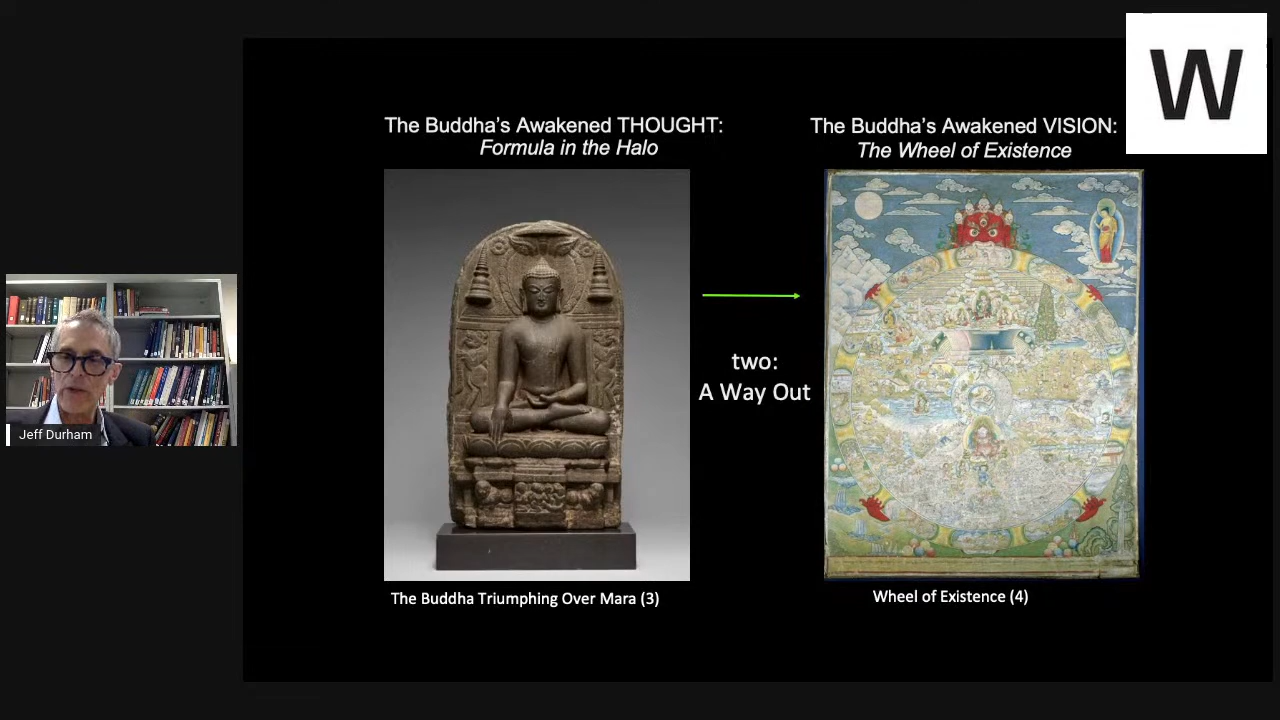 The Buddha's Awakened THOUGHT:
Formula in the Halo
The Buddha's Awakened VISION:
The Wheel of Existence
W
two:
A Way Out
Jeff Durham
The Buddha Triumphing Over Mara (3)
Wheel of Existence (4)